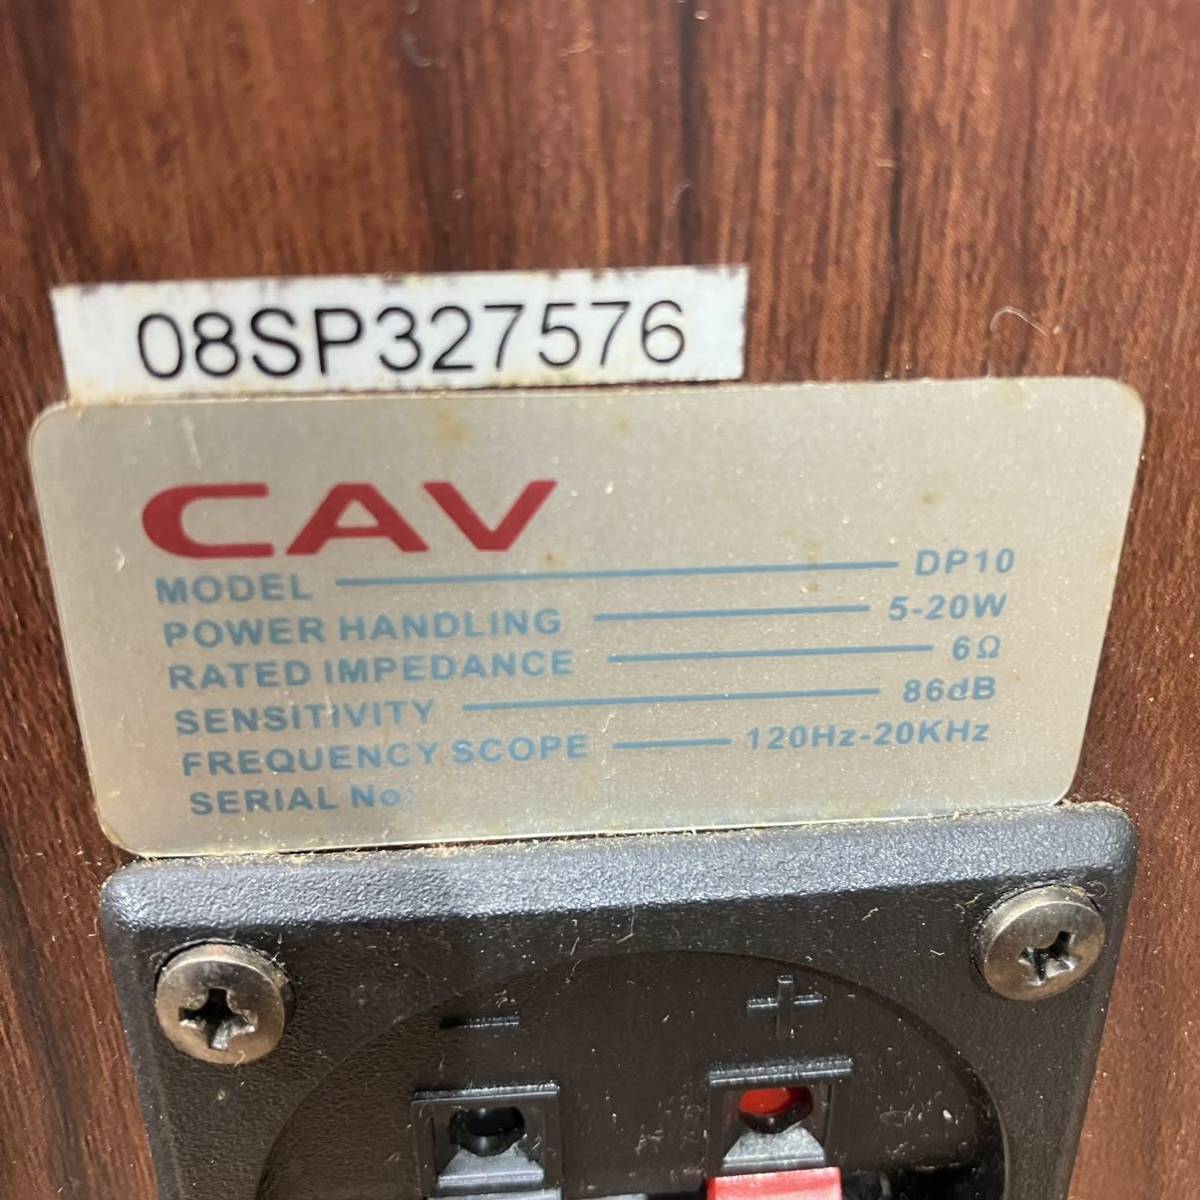 08SP327576
CAV
MODEL DP10
POWER HANDLING 5-20W
RATED IMPEDANCE 6Ω
SENSITIVITY 86dB
FREQUENCY SCOPE 120Hz-20KHz
SERIAL No:
− +